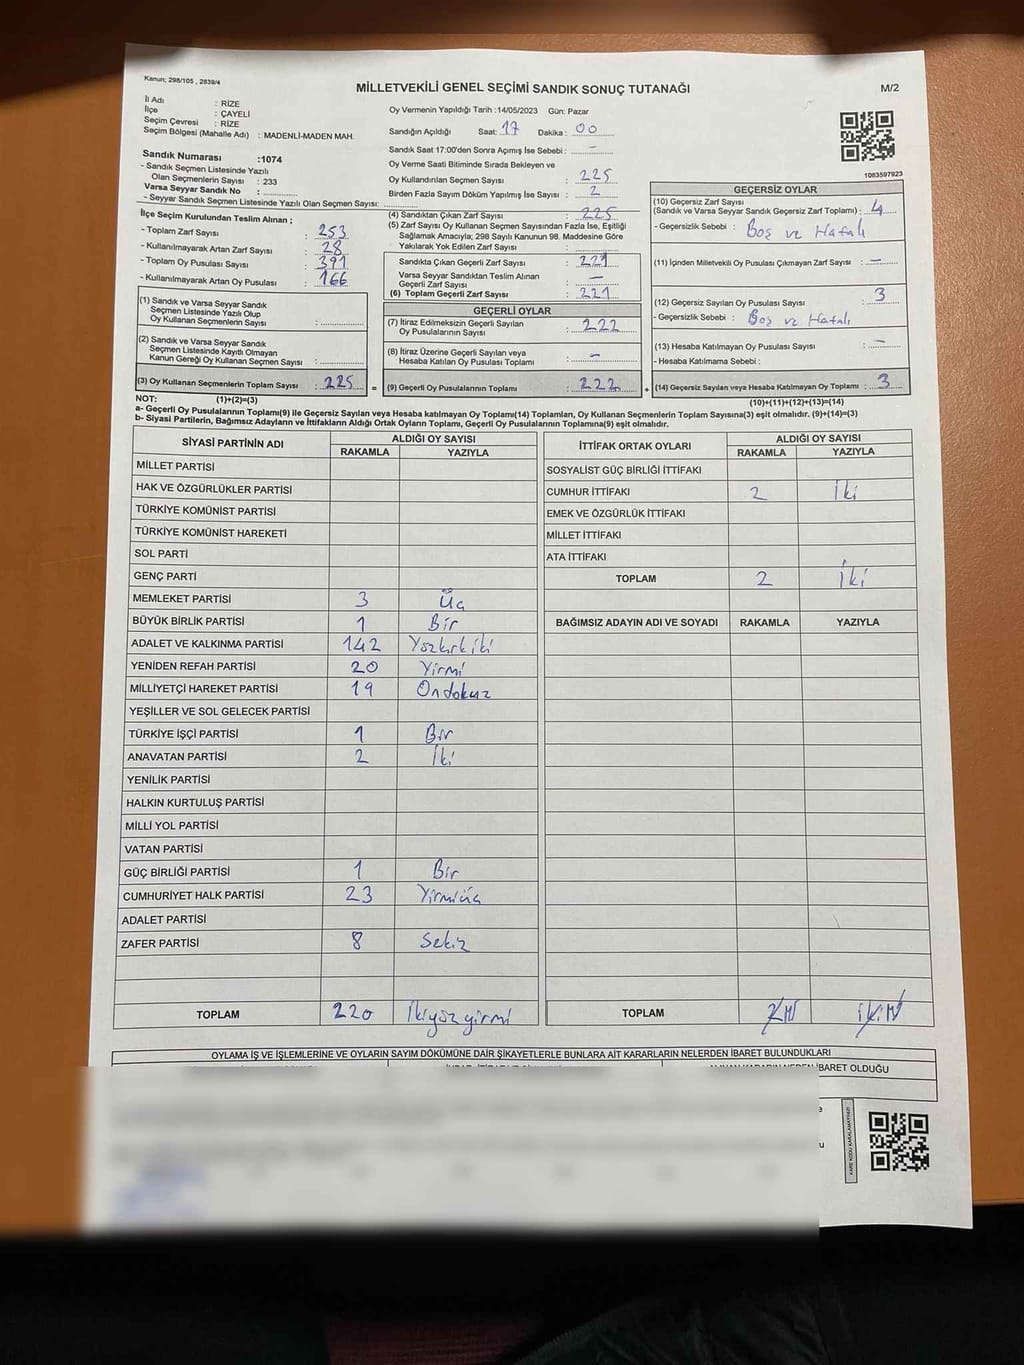 Kanun; 298/105 , 2839/4
MİLLETVEKİLİ GENEL SEÇİMİ SANDIK SONUÇ TUTANAĞI
M/2
İl Adı : RİZE
İlçe : ÇAYELİ
Seçim Çevresi : RİZE
Seçim Bölgesi (Mahalle Adı) : MADENLİ-MADEN MAH.
Sandık Numarası :1074
- Sandık Seçmen Listesinde Yazılı
Olan Seçmenlerin Sayısı : 233
Varsa Seyyar Sandık No :
- Seyyar Sandık Seçmen Listesinde Yazılı Olan Seçmen Sayısı:
Oy Vermenin Yapıldığı Tarih :14/05/2023 Gün: Pazar
Sandığın Açıldığı Saat: 17 Dakika : 00
Sandık Saat 17:00'den Sonra Açımış İse Sebebi : -
Oy Verme Saati Bitiminde Sırada Bekleyen ve
Oy Kullandırılan Seçmen Sayısı : 225
Birden Fazla Sayım Döküm Yapılmış İse Sayısı : 2
1083597923
İlçe Seçim Kurulundan Teslim Alınan ;
- Toplam Zarf Sayısı : 253
- Kullanılmayarak Artan Zarf Sayısı : 28
- Toplam Oy Pusulası Sayısı : 391
- Kullanılmayarak Artan Oy Pusulası : 166
(1) Sandık ve Varsa Seyyar Sandık
Seçmen Listesinde Yazılı Olup
Oy Kullanan Seçmenlerin Sayısı :
(2) Sandık ve Varsa Seyyar Sandık
Seçmen Listesinde Kayıtlı Olmayan
Kanun Gereği Oy Kullanan Seçmen Sayısı :
(3) Oy Kullanan Seçmenlerin Toplam Sayısı : 225 =
(4) Sandıktan Çıkan Zarf Sayısı : 225
(5) Zarf Sayısı Oy Kullanan Seçmen Sayısından Fazla İse, Eşitliği
Sağlamak Amacıyla; 298 Sayılı Kanunun 98. Maddesine Göre
Yakılarak Yok Edilen Zarf Sayısı :
Sandıkta Çıkan Geçerli Zarf Sayısı : 221
Varsa Seyyar Sandıktan Teslim Alınan
Geçerli Zarf Sayısı : -
(6) Toplam Geçerli Zarf Sayısı : 221
GEÇERLİ OYLAR
(7) İtiraz Edilmeksizin Geçerli Sayılan
Oy Pusulalarının Sayısı : 222
(8) İtiraz Üzerine Geçerli Sayılan veya
Hesaba Katılan Oy Pusulası Toplamı : -
(9) Geçerli Oy Pusulalarının Toplamı : 222 +
GEÇERSİZ OYLAR
(10) Geçersiz Zarf Sayısı
(Sandık ve Varsa Seyyar Sandık Geçersiz Zarf Toplamı) : 4
- Geçersizlik Sebebi : Boş ve Hatalı
(11) İçinden Milletvekili Oy Pusulası Çıkmayan Zarf Sayısı : -
(12) Geçersiz Sayılan Oy Pusulası Sayısı : 3
- Geçersizlik Sebebi : Boş ve Hatalı
(13) Hesaba Katılmayan Oy Pusulası Sayısı : -
- Hesaba Katılmama Sebebi :
(14) Geçersiz Sayılan veya Hesaba Katılmayan Oy Toplamı : 3
NOT: (1)+(2)=(3)
(10)+(11)+(12)+(13)=(14)
a- Geçerli Oy Pusulalarının Toplamı(9) ile Geçersiz Sayılan veya Hesaba katılmayan Oy Toplamı(14) Toplamları, Oy Kullanan Seçmenlerin Toplam Sayısına(3) eşit olmalıdır. (9)+(14)=(3)
b- Siyasi Partilerin, Bağımsız Adayların ve İttifakların Aldığı Ortak Oyların Toplamı, Geçerli Oy Pusulalarının Toplamına(9) eşit olmalıdır.
SİYASİ PARTİNİN ADI ALDIĞI OY SAYISI
RAKAMLA YAZIYLA
MİLLET PARTİSİ
HAK VE ÖZGÜRLÜKLER PARTİSİ
TÜRKİYE KOMÜNİST PARTİSİ
TÜRKİYE KOMÜNİST HAREKETİ
SOL PARTİ
GENÇ PARTİ
MEMLEKET PARTİSİ 3 Üç
BÜYÜK BİRLİK PARTİSİ 1 Bir
ADALET VE KALKINMA PARTİSİ 142 Yüzkırkiki
YENİDEN REFAH PARTİSİ 20 Yirmi
MİLLİYETÇİ HAREKET PARTİSİ 19 Ondokuz
YEŞİLLER VE SOL GELECEK PARTİSİ
TÜRKİYE İŞÇİ PARTİSİ 1 Bir
ANAVATAN PARTİSİ 2 İki
YENİLİK PARTİSİ
HALKIN KURTULUŞ PARTİSİ
MİLLİ YOL PARTİSİ
VATAN PARTİSİ
GÜÇ BİRLİĞİ PARTİSİ 1 Bir
CUMHURİYET HALK PARTİSİ 23 Yirmiüç
ADALET PARTİSİ
ZAFER PARTİSİ 8 Sekiz
TOPLAM 220 İkiyüzyirmi
İTTİFAK ORTAK OYLARI ALDIĞI OY SAYISI
RAKAMLA YAZIYLA
SOSYALİST GÜÇ BİRLİĞİ İTTİFAKI
CUMHUR İTTİFAKI 2 İki
EMEK VE ÖZGÜRLÜK İTTİFAKI
MİLLET İTTİFAKI
ATA İTTİFAKI
TOPLAM 2 İki
BAĞIMSIZ ADAYIN ADI VE SOYADI RAKAMLA YAZIYLA
TOPLAM
OYLAMA İŞ VE İŞLEMLERİNE VE OYLARIN SAYIM DÖKÜMÜNE DAİR ŞİKAYETLERLE BUNLARA AİT KARARLARIN NELERDEN İBARET BULUNDUKLARI
İBARET OLDUĞU
KARE KODU KARALAMAYINIZ!